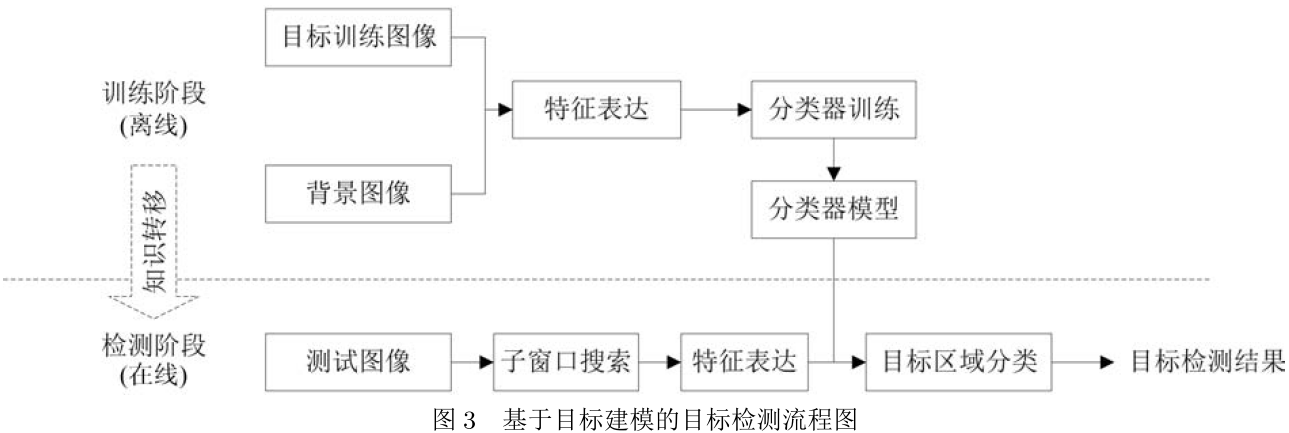 目标训练图像
训练阶段
(离线)
特征表达
分类器训练
背景图像
分类器模型
知识转移
检测阶段
(在线)
测试图像
子窗口搜索
特征表达
目标区域分类
目标检测结果
图 3 基于目标建模的目标检测流程图